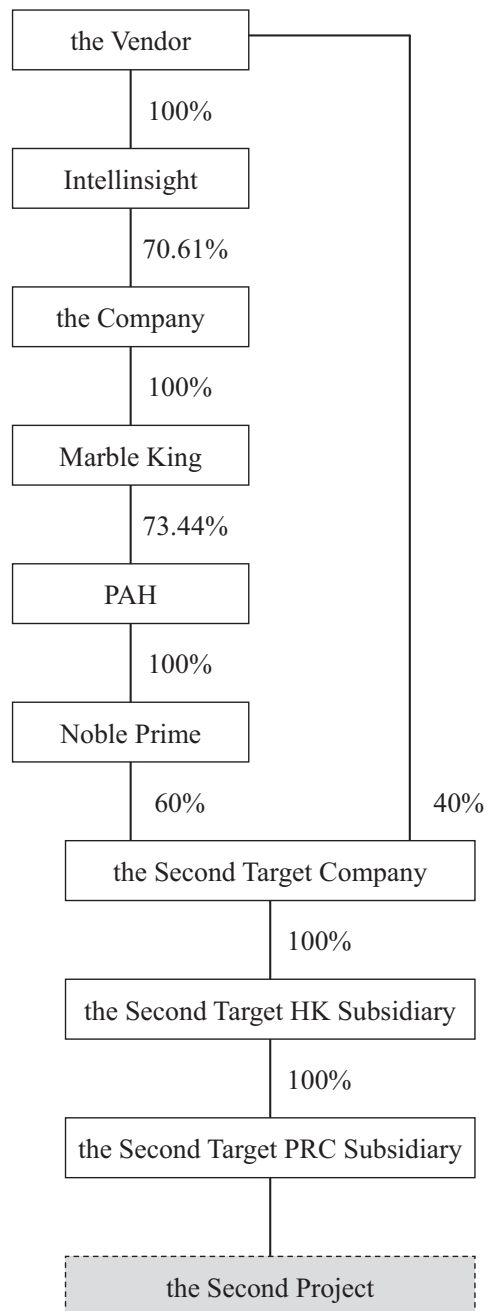 the Vendor
100%
Intellinsight
70.61%
the Company
100%
Marble King
73.44%
PAH
100%
Noble Prime
60%
40%
the Second Target Company
100%
the Second Target HK Subsidiary
100%
the Second Target PRC Subsidiary
the Second Project